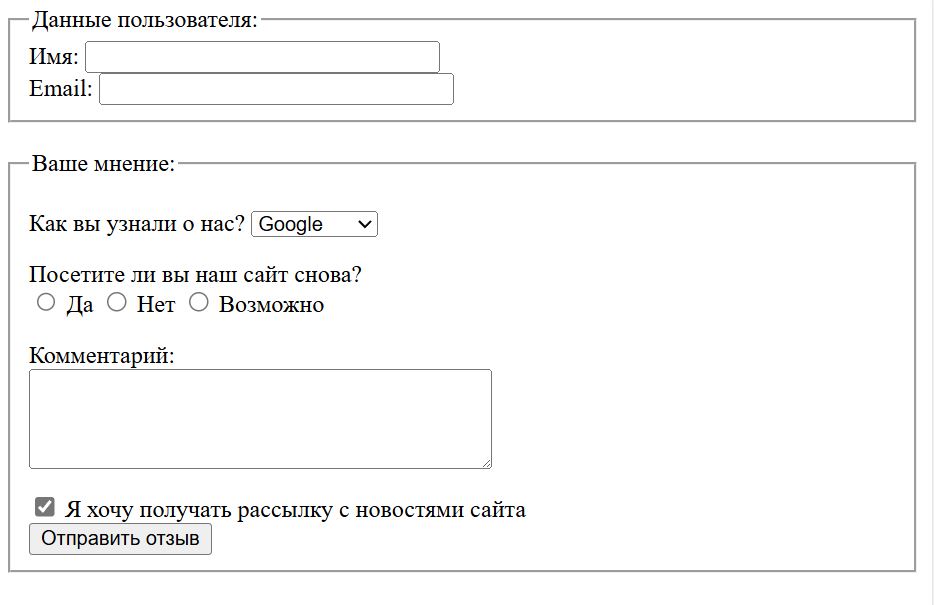 Данные пользователя:
Имя:
Email:
Ваше мнение:
Как вы узнали о нас? Google
Посетите ли вы наш сайт снова?
Да Нет Возможно
Комментарий:
Я хочу получать рассылку с новостями сайта
Отправить отзыв